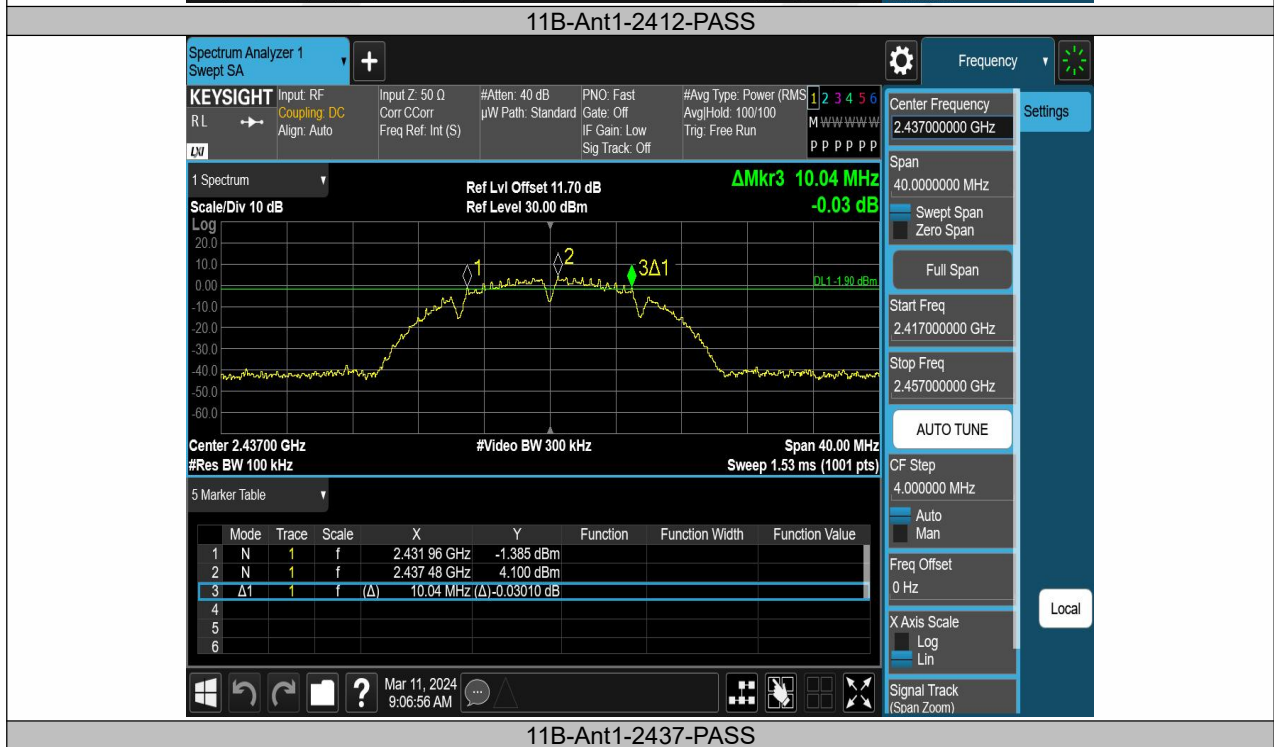 11B-Ant1-2412-PASS
Spectrum Analyzer 1
Swept SA
+
Frequency
KEYSIGHT
RL
LXI
Input: RF
Coupling: DC
Align: Auto
Input Z: 50 Ω
Corr CCorr
Freq Ref: Int (S)
#Atten: 40 dB
µW Path: Standard
PNO: Fast
Gate: Off
IF Gain: Low
Sig Track: Off
#Avg Type: Power (RMS
Avg|Hold: 100/100
Trig: Free Run
1 2 3 4 5 6
M W W W W W
P P P P P P
Settings
1 Spectrum
Scale/Div 10 dB
Ref Lvl Offset 11.70 dB
Ref Level 30.00 dBm
ΔMkr3 10.04 MHz
-0.03 dB
Log
20.0
10.0
0.00
-10.0
-20.0
-30.0
-40.0
-50.0
-60.0
1
2
3Δ1
DL1 -1.90 dBm
Center 2.43700 GHz
#Res BW 100 kHz
#Video BW 300 kHz
Span 40.00 MHz
Sweep 1.53 ms (1001 pts)
5 Marker Table
Mode Trace Scale X Y Function Function Width Function Value
1 N 1 f 2.431 96 GHz -1.385 dBm
2 N 1 f 2.437 48 GHz 4.100 dBm
3 Δ1 1 f (Δ) 10.04 MHz (Δ) -0.03010 dB
4
5
6
?
Mar 11, 2024
9:06:56 AM
Center Frequency
2.437000000 GHz
Span
40.0000000 MHz
Swept Span
Zero Span
Full Span
Start Freq
2.417000000 GHz
Stop Freq
2.457000000 GHz
AUTO TUNE
CF Step
4.000000 MHz
Auto
Man
Freq Offset
0 Hz
X Axis Scale
Log
Lin
Signal Track
(Span Zoom)
Local
11B-Ant1-2437-PASS